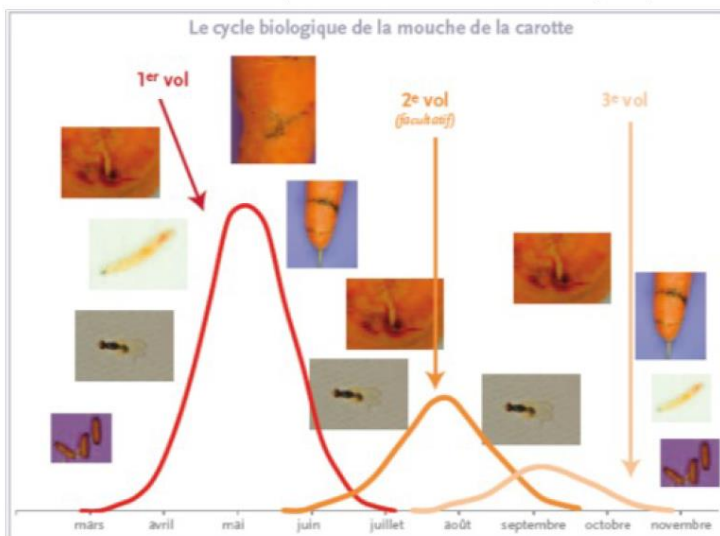 Le cycle biologique de la mouche de la carotte
1er vol
2e vol
(facultatif)
3e vol
mars avril mai juin juillet août septembre octobre novembre